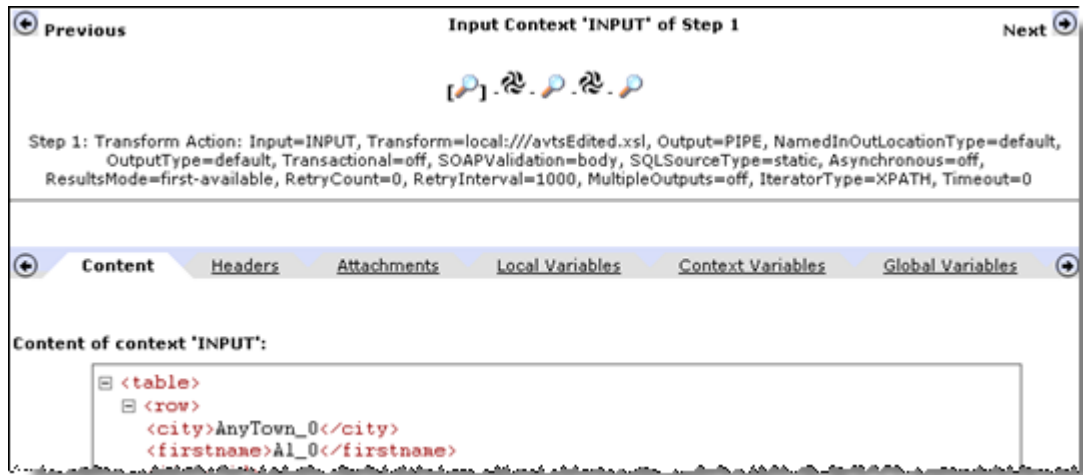 Previous
Input Context 'INPUT' of Step 1
Next
[ ] - - - -
Step 1: Transform Action: Input=INPUT, Transform=local:///avtsEdited.xsl, Output=PIPE, NamedInOutLocationType=default,
OutputType=default, Transactional=off, SOAPValidation=body, SQLSourceType=static, Asynchronous=off,
ResultsMode=first-available, RetryCount=0, RetryInterval=1000, MultipleOutputs=off, IteratorType=XPATH, Timeout=0
Content Headers Attachments Local Variables Context Variables Global Variables
Content of context 'INPUT':
<table>
<row>
<city>AnyTown_0</city>
<firstname>Al_0</firstname>